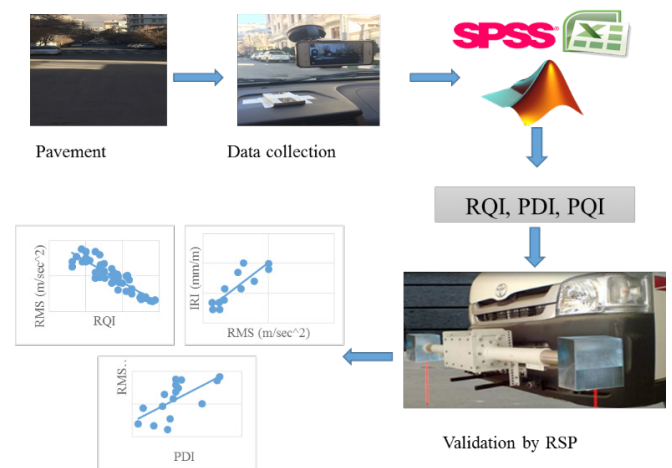 SPSS
Pavement
Data collection
RQI, PDI, PQI
RMS (m/sec^2)
RQI
IRI (mm/m)
RMS (m/sec^2)
RMS..
PDI
Validation by RSP